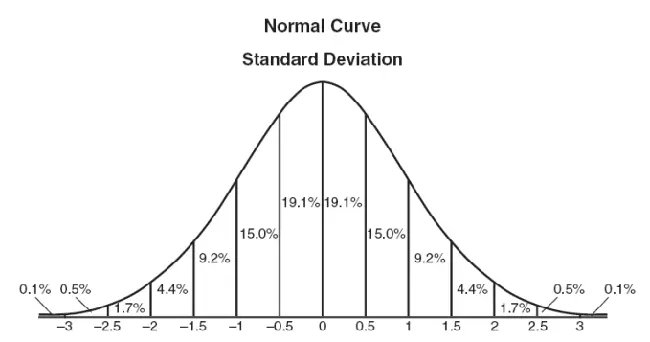 Normal Curve
Standard Deviation
19.1% 19.1%
15.0% 15.0%
9.2% 9.2%
0.1% 0.5% 4.4% 4.4% 0.5% 0.1%
1.7% 1.7%
−3 −2.5 −2 −1.5 −1 −0.5 0 0.5 1 1.5 2 2.5 3